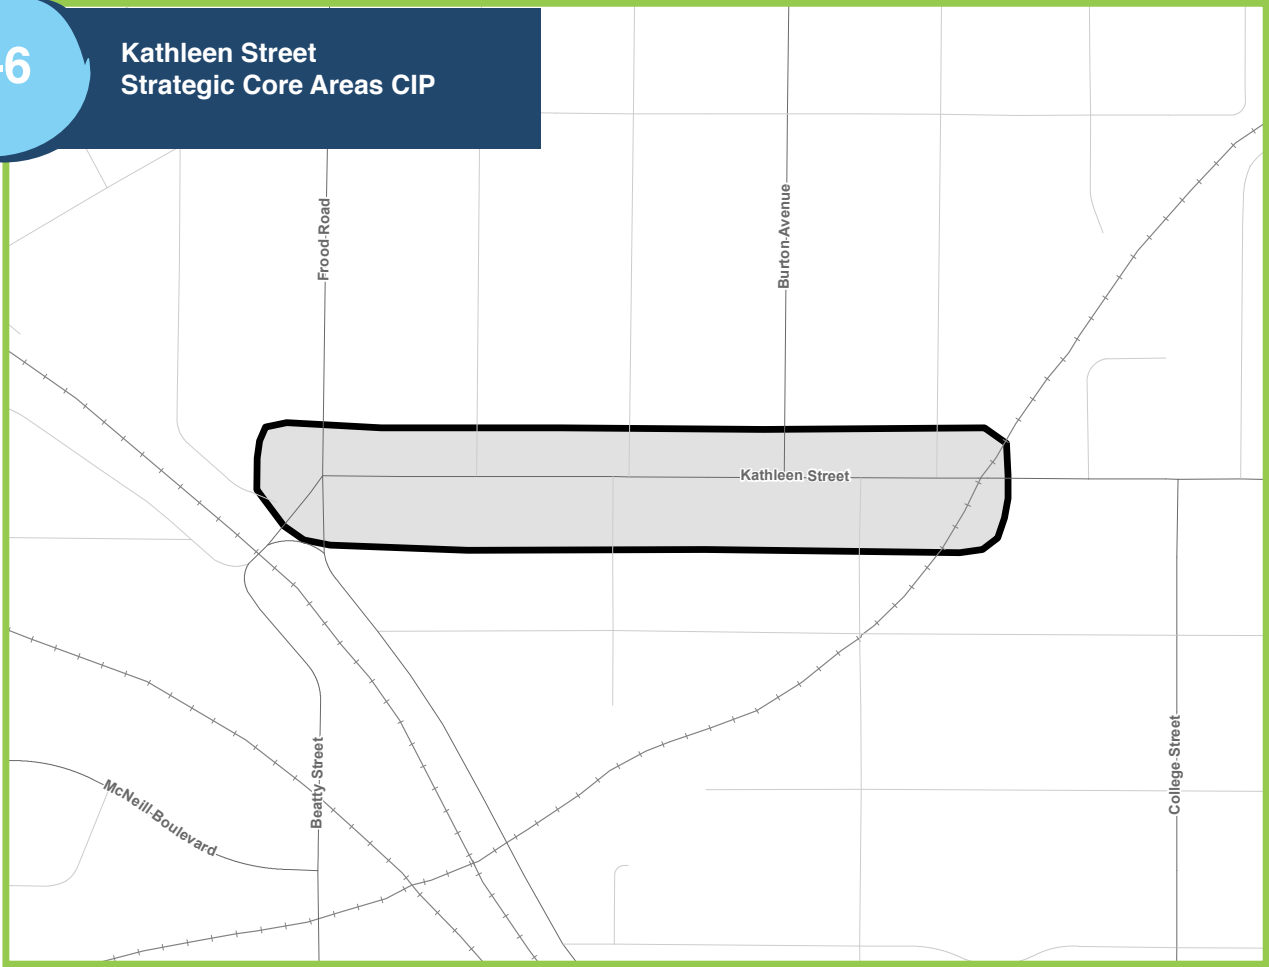 -6
Kathleen Street
Strategic Core Areas CIP
Frood Road
Burton Avenue
Kathleen Street
Beatty Street
College Street
McNeill Boulevard